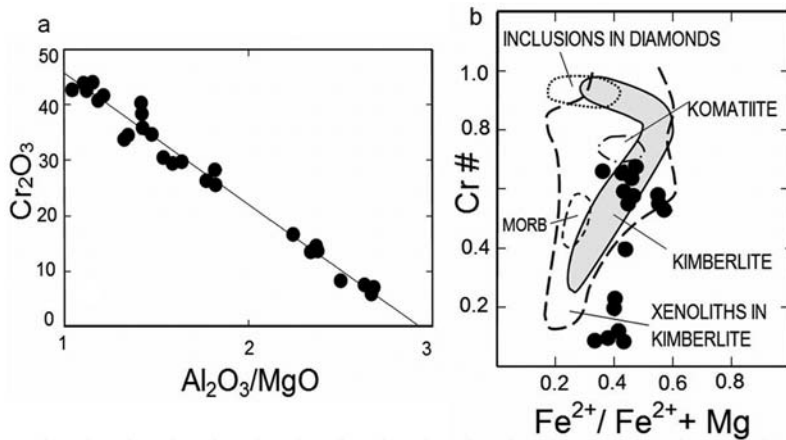 a
50
40
30
20
10
0
Cr₂O₃
1
2
3
Al₂O₃/MgO
b
INCLUSIONS IN DIAMONDS
1.0
0.8
0.6
0.4
0.2
Cr #
KOMATIITE
MORB
KIMBERLITE
XENOLITHS IN
KIMBERLITE
0.2
0.4
0.6
0.8
Fe²⁺/ Fe²⁺+ Mg